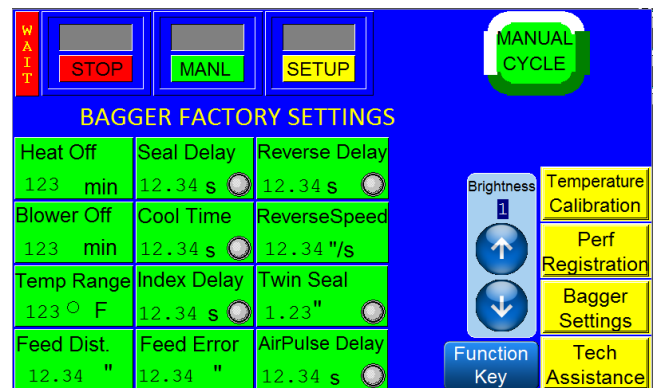 WAIT
STOP
MANL
SETUP
MANUAL
CYCLE
BAGGER FACTORY SETTINGS
Heat Off
123 min
Seal Delay
12.34 s
Reverse Delay
12.34 s
Blower Off
123 min
Cool Time
12.34 s
ReverseSpeed
12.34 "/s
Temp Range
123 ° F
Index Delay
12.34 s
Twin Seal
1.23"
Feed Dist.
12.34 "
Feed Error
12.34 "
AirPulse Delay
12.34 s
Brightness
1
Function
Key
Temperature
Calibration
Perf
Registration
Bagger
Settings
Tech
Assistance